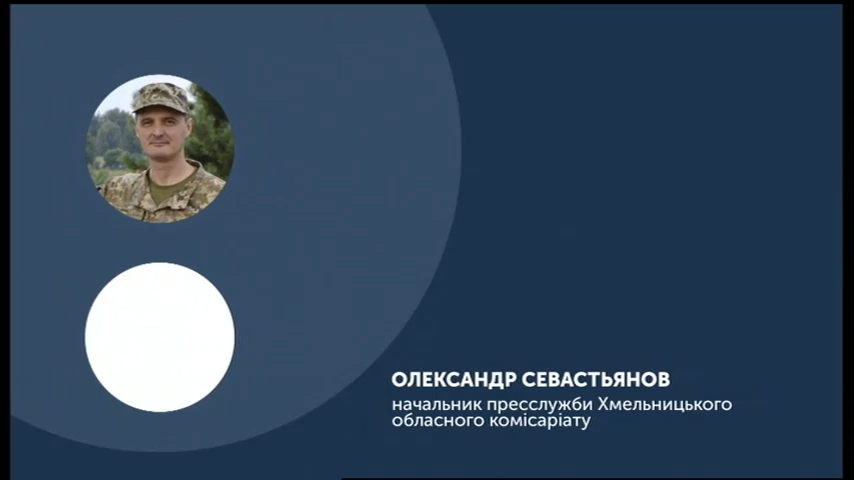 ОЛЕКСАНДР СЕВАСТЬЯНОВ
начальник пресслужби Хмельницького
обласного комісаріату